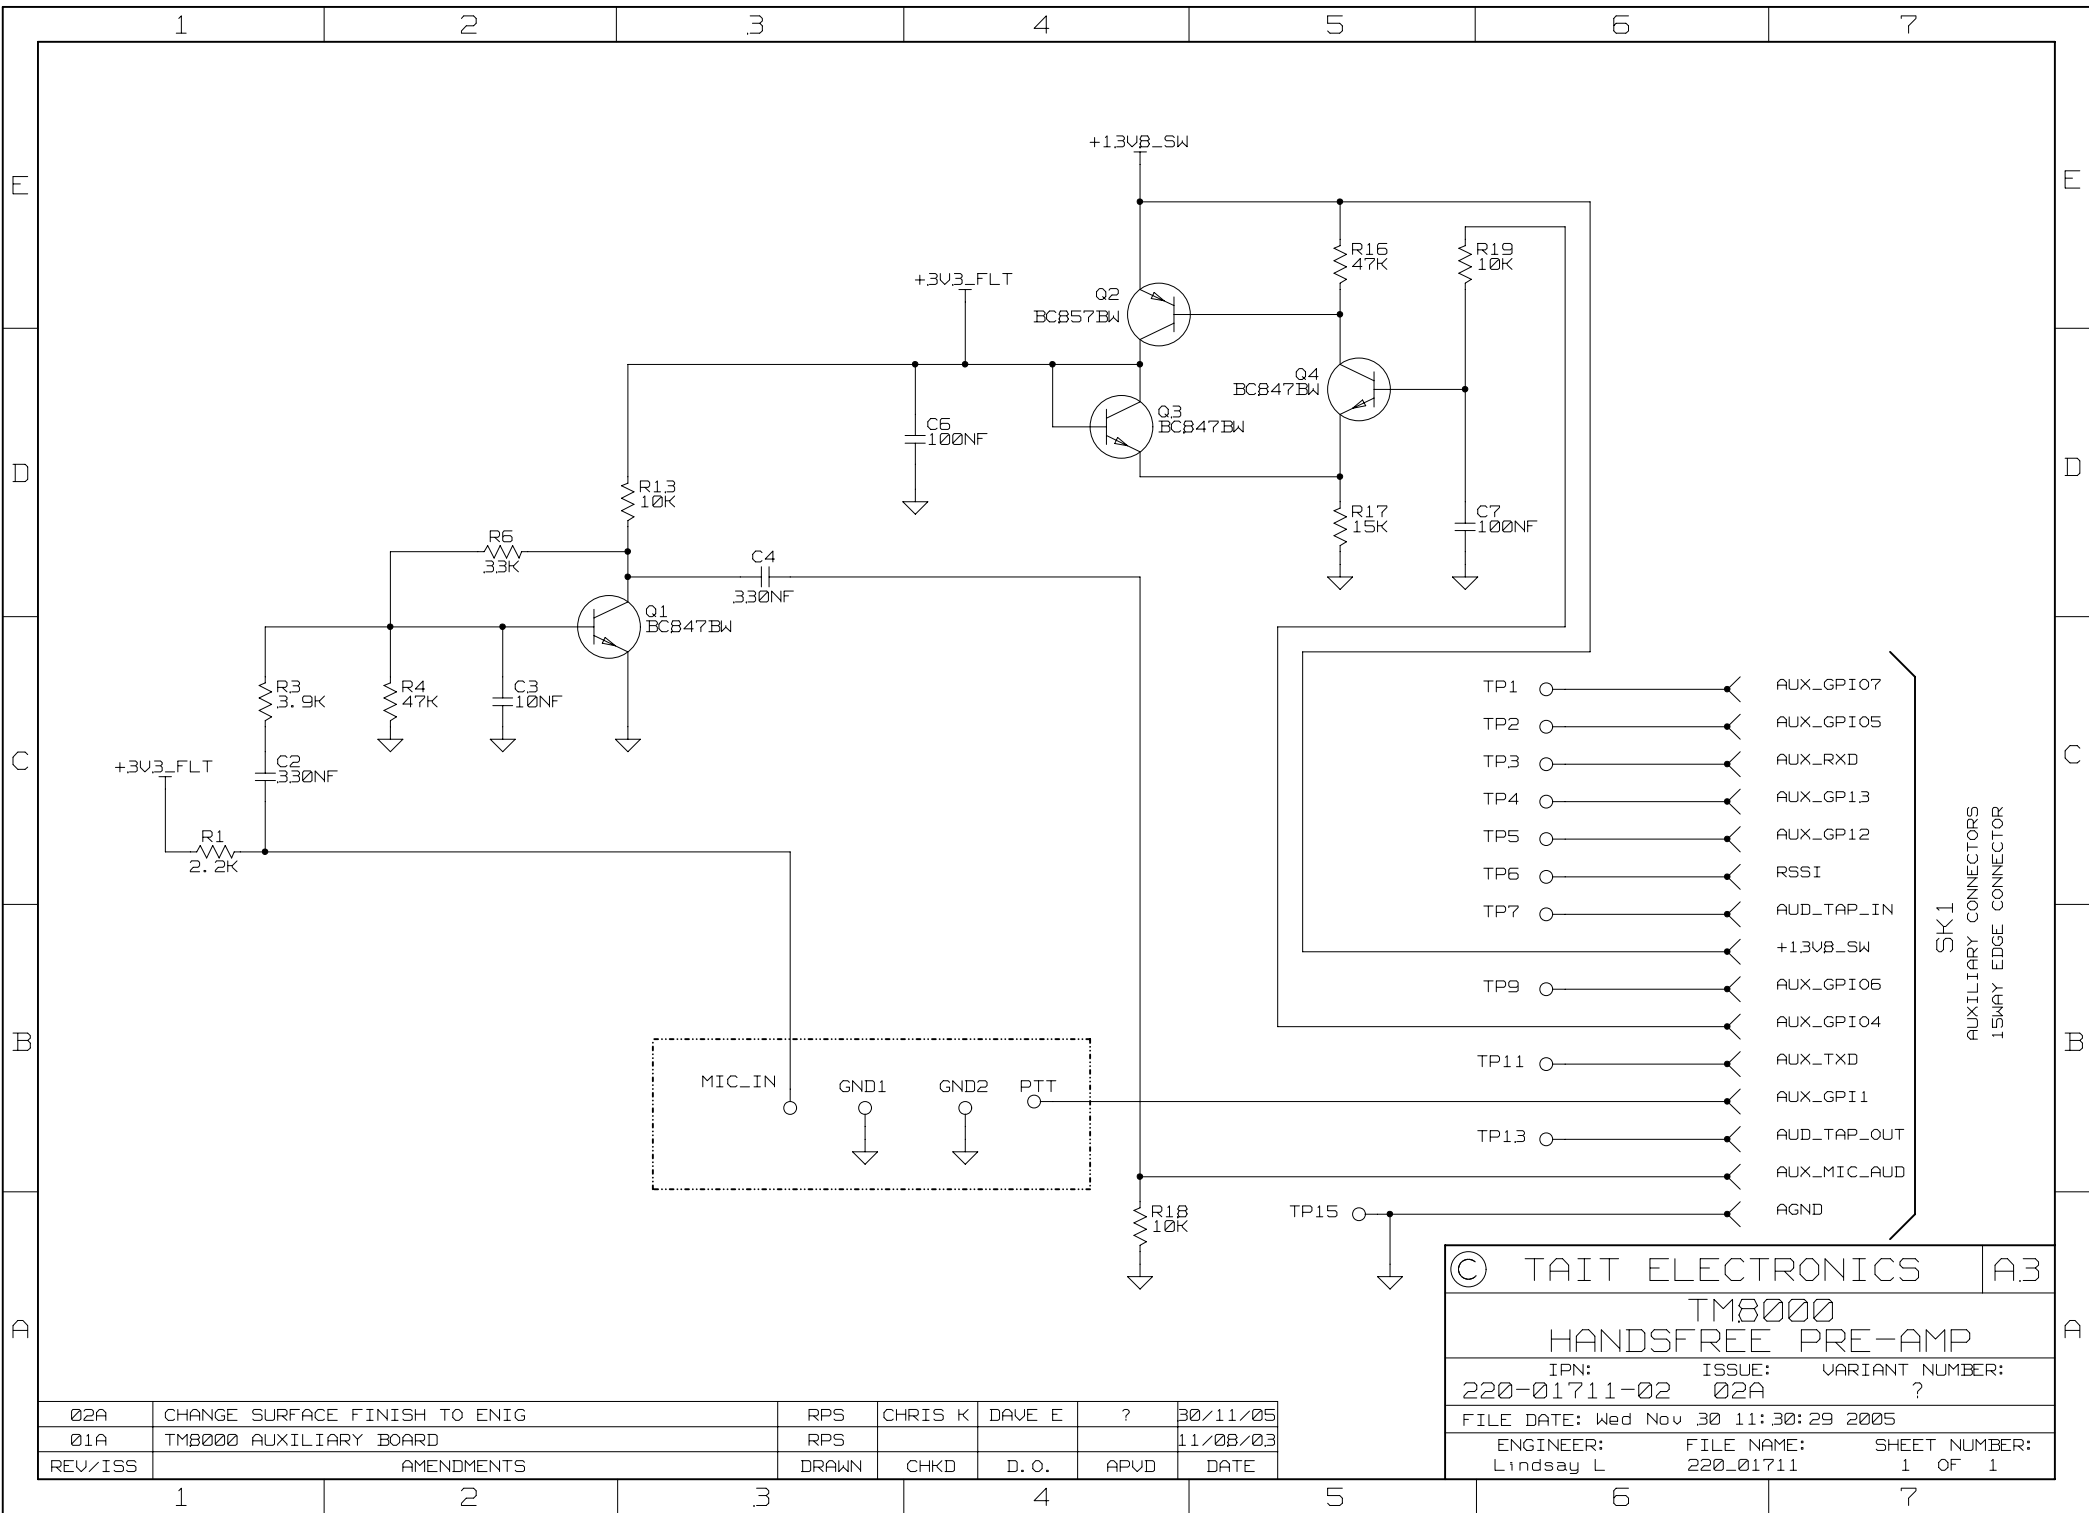 1 2 3 4 5 6 7
E E
D D
C C
B B
A A
+13V8_SW
R16
47K
R19
10K
+3V3_FLT
Q2
BC857BW
Q4
BC847BW
Q3
BC847BW
C6
100NF
R13
10K
R17
15K
C7
100NF
R6
33K
C4
330NF
Q1
BC847BW
R3
3.9K
R4
47K
C3
10NF
+3V3_FLT
C2
330NF
R1
2.2K
TP1 AUX_GPIO7
TP2 AUX_GPIO5
TP3 AUX_RXD
TP4 AUX_GP13
TP5 AUX_GP12
TP6 RSSI
TP7 AUD_TAP_IN
+13V8_SW
TP9 AUX_GPIO6
AUX_GPIO4
TP11 AUX_TXD
AUX_GPI1
TP13 AUD_TAP_OUT
AUX_MIC_AUD
TP15 AGND
SK1
AUXILIARY CONNECTORS
15WAY EDGE CONNECTOR
MIC_IN GND1 GND2 PTT
R18
10K
© TAIT ELECTRONICS A3
TM8000
HANDSFREE PRE-AMP
IPN: ISSUE: VARIANT NUMBER:
220-01711-02 02A ?
FILE DATE: Wed Nov 30 11:30:29 2005
ENGINEER: FILE NAME: SHEET NUMBER:
Lindsay L 220_01711 1 OF 1
02A CHANGE SURFACE FINISH TO ENIG RPS CHRIS K DAVE E ? 30/11/05
01A TM8000 AUXILIARY BOARD RPS 11/08/03
REV/ISS AMENDMENTS DRAWN CHKD D.O. APVD DATE
1 2 3 4 5 6 7